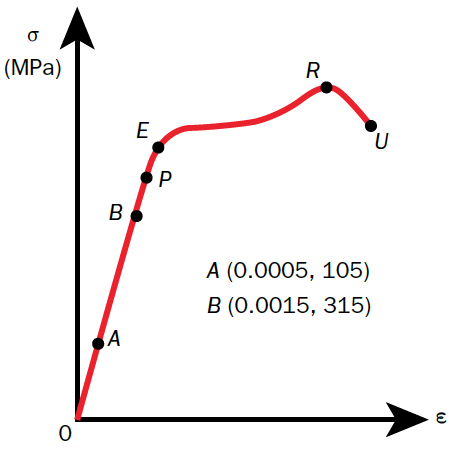 σ
(MPa)
R
E
U
P
B
A (0.0005, 105)
B (0.0015, 315)
A
ε
0